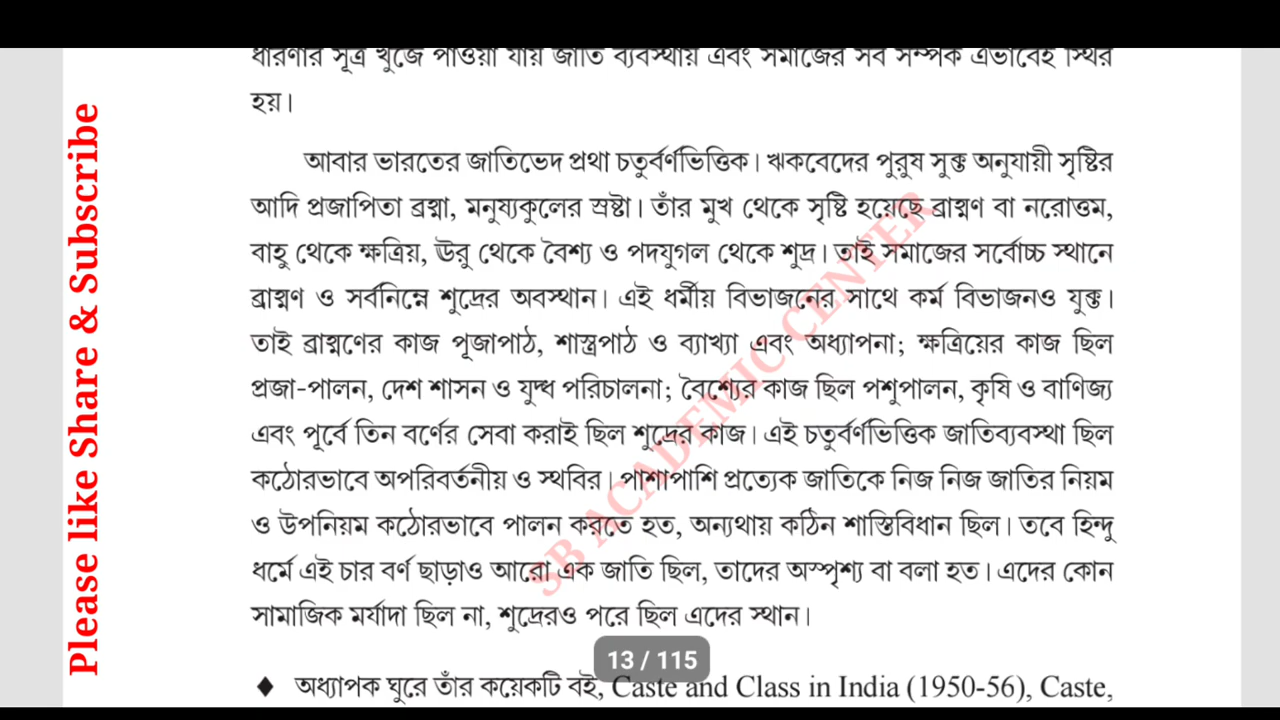 ধারণার সূত্র খুঁজে পাওয়া যায় জাতি ব্যবস্থায় এবং সমাজের সব সম্পর্ক এভাবেই স্থির
হয়।
আবার ভারতের জাতিভেদ প্রথা চতুর্বর্ণভিত্তিক। ঋকবেদের পুরুষ সুক্ত অনুযায়ী সৃষ্টির
আদি প্রজাপিতা ব্রহ্মা, মনুষ্যকুলের স্রষ্টা। তাঁর মুখ থেকে সৃষ্টি হয়েছে ব্রাহ্মণ বা নরোত্তম,
বাহু থেকে ক্ষত্রিয়, ঊরু থেকে বৈশ্য ও পদযুগল থেকে শুদ্র। তাই সমাজের সর্বোচ্চ স্থানে
ব্রাহ্মণ ও সর্বনিম্নে শুদ্রের অবস্থান। এই ধর্মীয় বিভাজনের সাথে কর্ম বিভাজনও যুক্ত।
তাই ব্রাহ্মণের কাজ পূজাপাঠ, শাস্ত্রপাঠ ও ব্যাখ্যা এবং অধ্যাপনা; ক্ষত্রিয়ের কাজ ছিল
প্রজা-পালন, দেশ শাসন ও যুদ্ধ পরিচালনা; বৈশ্যের কাজ ছিল পশুপালন, কৃষি ও বাণিজ্য
এবং পূর্বে তিন বর্ণের সেবা করাই ছিল শুদ্রের কাজ। এই চতুর্বর্ণভিত্তিক জাতিব্যবস্থা ছিল
কঠোরভাবে অপরিবর্তনীয় ও স্থবির। পাশাপাশি প্রত্যেক জাতিকে নিজ নিজ জাতির নিয়ম
ও উপনিয়ম কঠোরভাবে পালন করতে হত, অন্যথায় কঠিন শাস্তিবিধান ছিল। তবে হিন্দু
ধর্মে এই চার বর্ণ ছাড়াও আরো এক জাতি ছিল, তাদের অস্পৃশ্য বা বলা হত। এদের কোন
সামাজিক মর্যাদা ছিল না, শুদ্রেরও পরে ছিল এদের স্থান।
13 / 115
♦ অধ্যাপক ঘুরে তাঁর কয়েকটি বই, Caste and Class in India (1950-56), Caste,
Please like Share & Subscribe
SB ACADEMIC CENTER